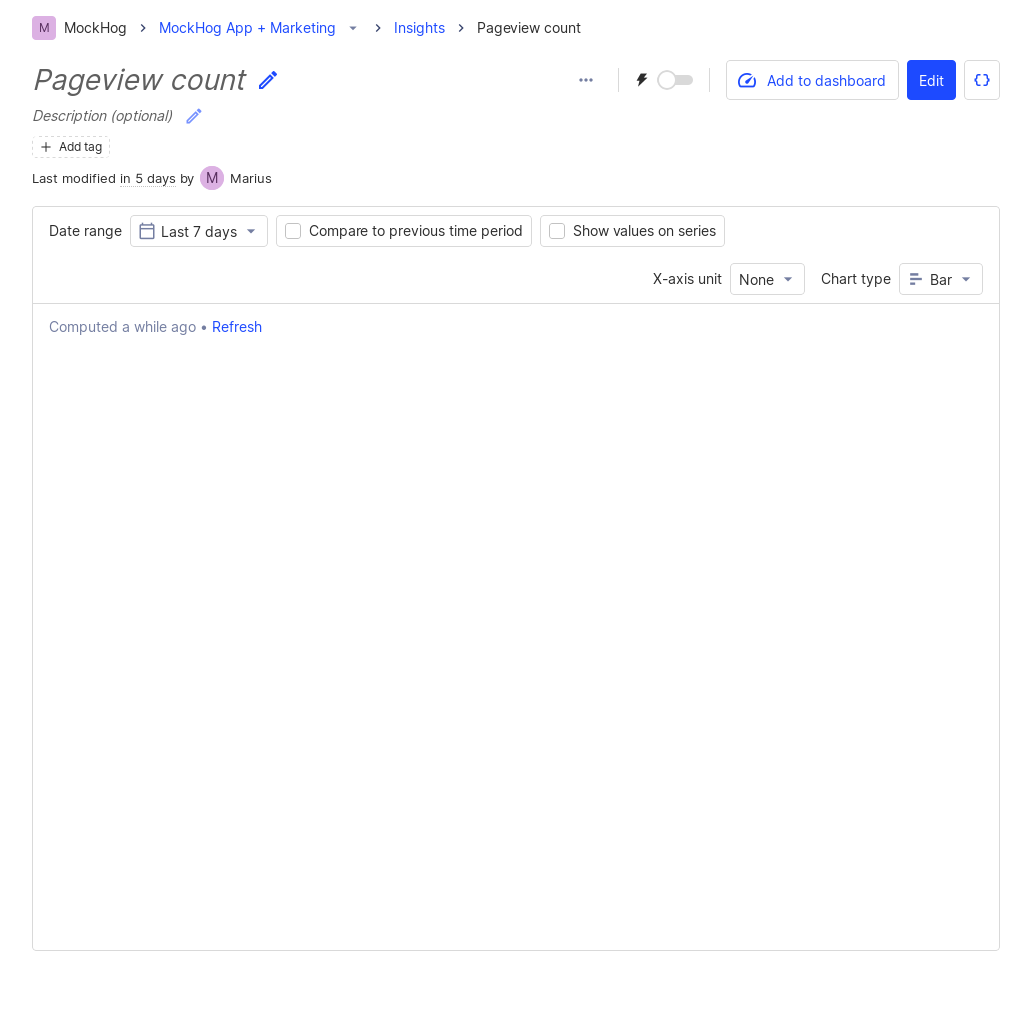 M MockHog MockHog App + Marketing Insights Pageview count
Pageview count
Add to dashboard Edit
Description (optional)
Add tag
Last modified in 5 days by M Marius
Date range Last 7 days Compare to previous time period Show values on series
X-axis unit None Chart type Bar
Computed a while ago • Refresh